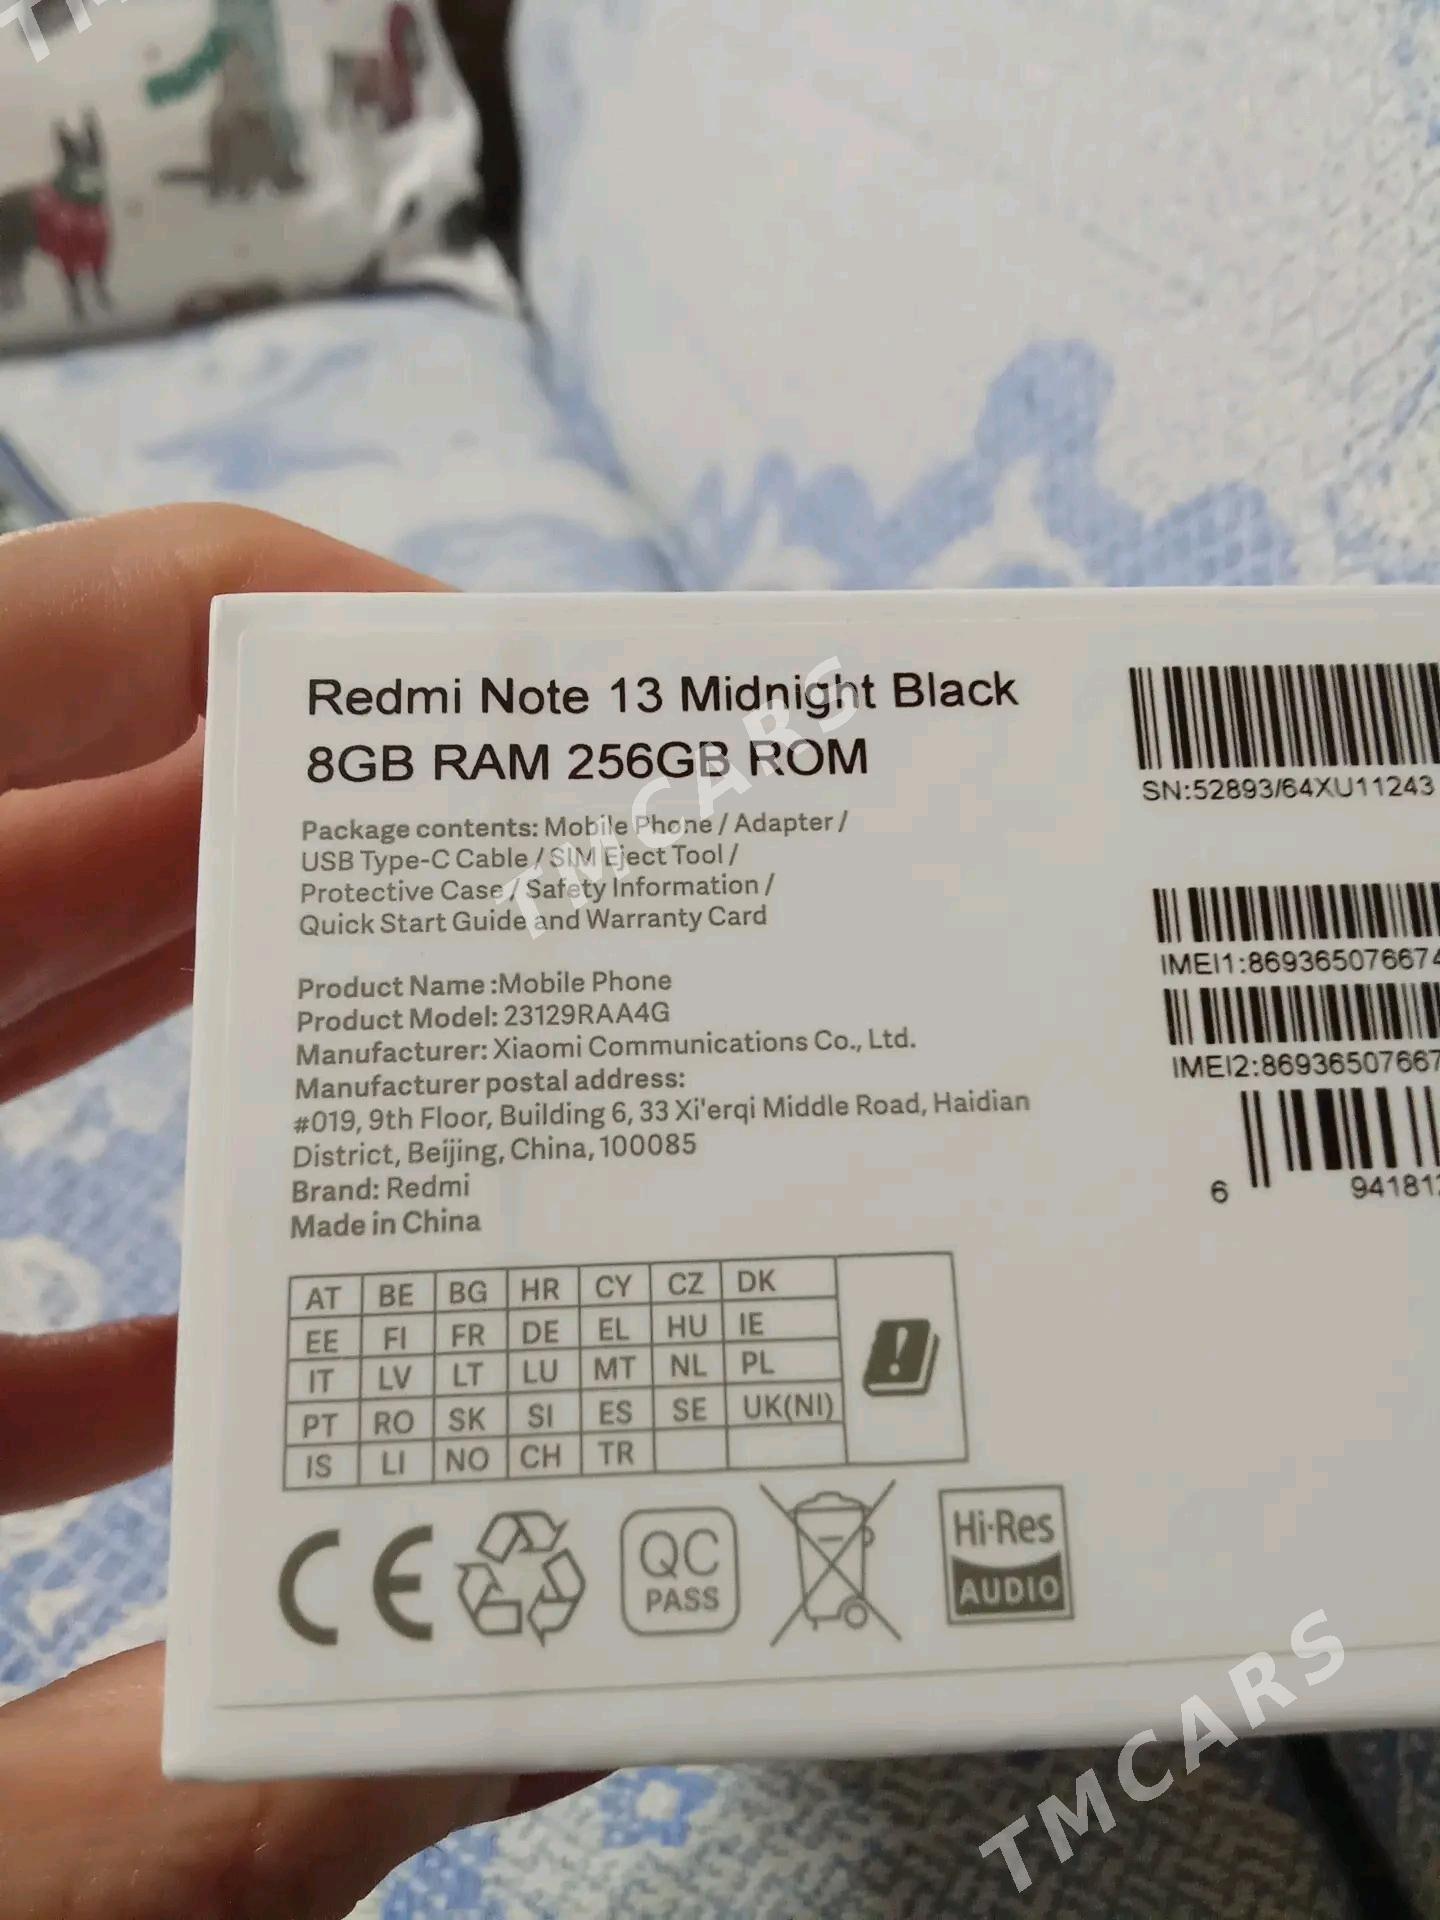 Redmi Note 13 Midnight Black
8GB RAM 256GB ROM
Package contents: Mobile Phone / Adapter /
USB Type-C Cable / SIM Eject Tool /
Protective Case / Safety Information /
Quick Start Guide and Warranty Card
Product Name :Mobile Phone
Product Model: 23129RAA4G
Manufacturer: Xiaomi Communications Co., Ltd.
Manufacturer postal address:
#019, 9th Floor, Building 6, 33 Xi'erqi Middle Road, Haidian
District, Beijing, China, 100085
Brand: Redmi
Made in China
SN:52893/64XU11243
IMEI1:869365076674
IMEI2:86936507667
6 941812
AT BE BG HR CY CZ DK
EE FI FR DE EL HU IE
IT LV LT LU MT NL PL
PT RO SK SI ES SE UK(NI)
IS LI NO CH TR
CE
QC
PASS
Hi-Res
AUDIO
TMCARS
TMCARS